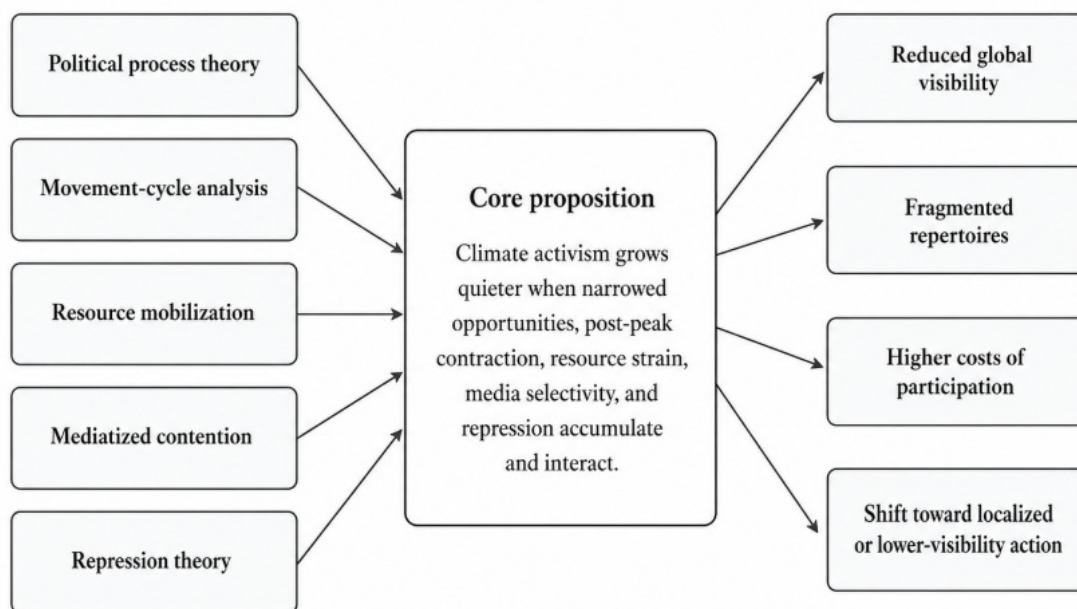 Political process theory
Movement-cycle analysis
Resource mobilization
Mediatized contention
Repression theory
Core proposition
Climate activism grows
quieter when narrowed
opportunities, post-peak
contraction, resource strain,
media selectivity, and
repression accumulate
and interact.
Reduced global
visibility
Fragmented
repertoires
Higher costs of
participation
Shift toward localized
or lower-visibility action